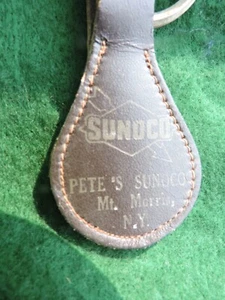 SUNOCO
PETE'S SUNOCO
Mt. Morris,
N.Y.